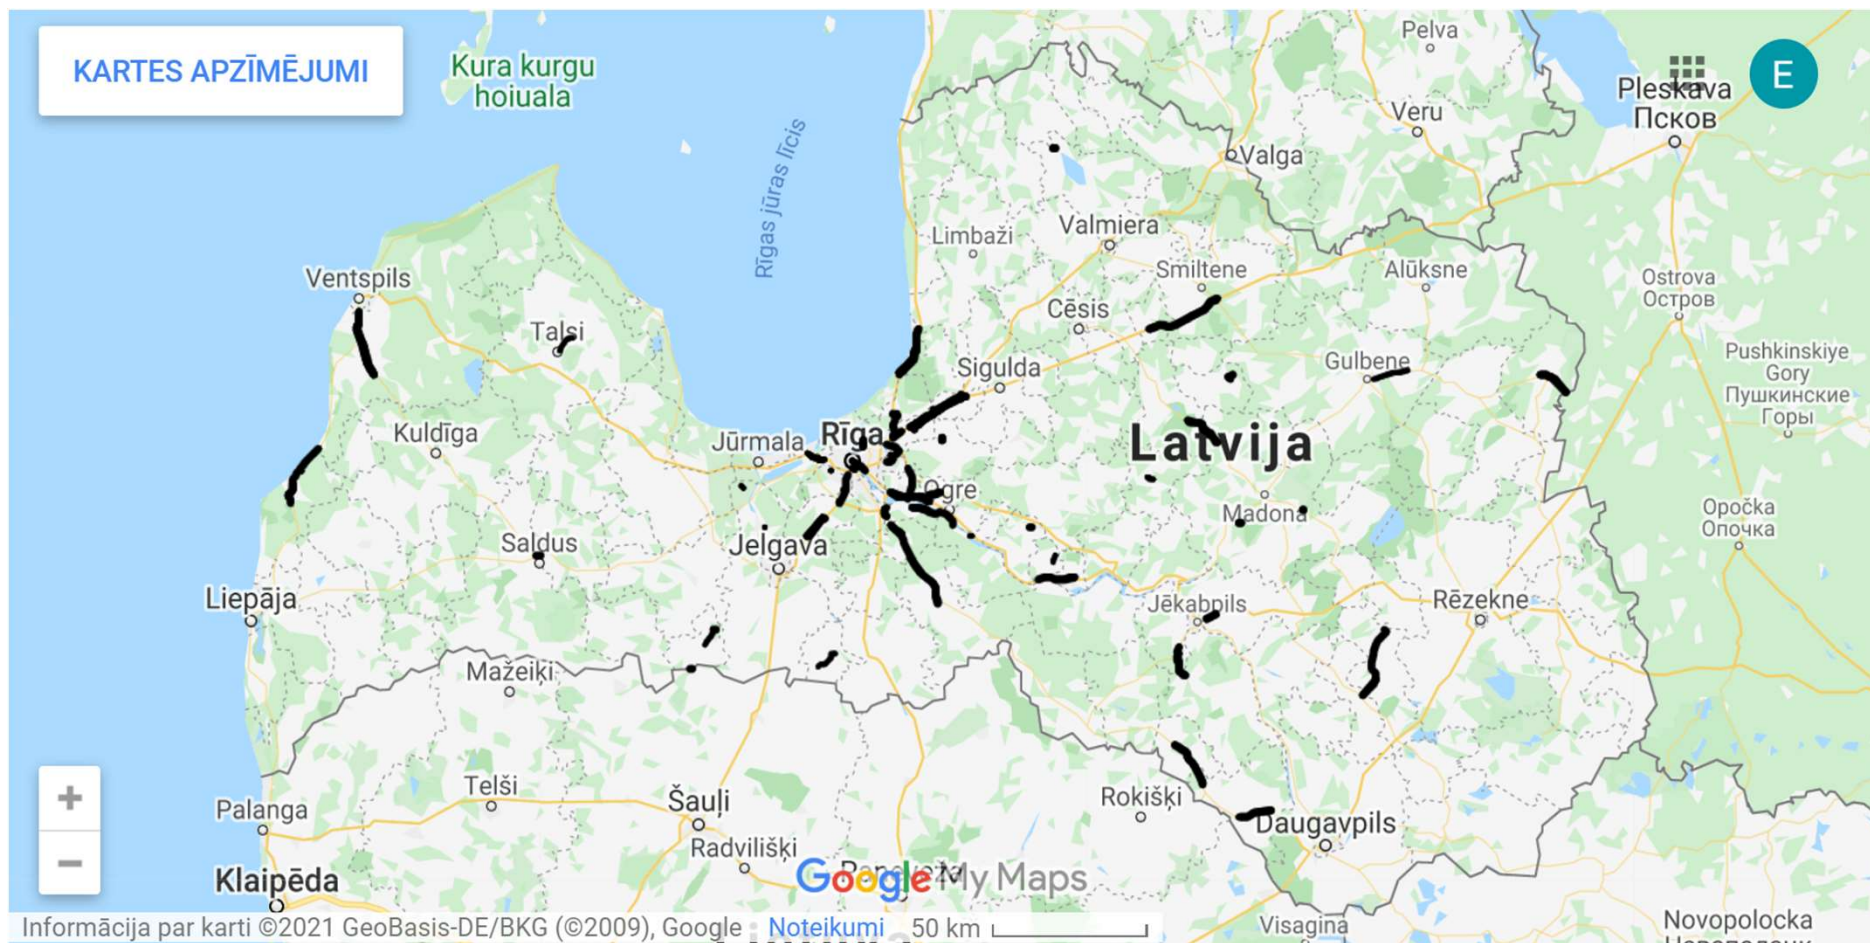 KARTES APZĪMĒJUMI
Kura kurgu
hoiuala
Rīgas jūras līcis
Pelva
E
Pleskava
Псков
Veru
Valga
Valmiera
Limbaži
Ventspils
Smiltene
Alūksne
Ostrova
Остров
Talsi
Cēsis
Sigulda
Gulbene
Pushkinskiye
Gory
Пушкинские
Горы
Kuldīga
Jūrmala
Rīga
Latvija
Ogre
Madona
Opočka
Опочка
Saldus
Jelgava
Liepāja
Jēkabpils
Rēzekne
Mažeiķi
Telši
Šauļi
Rokišķi
Palanga
Daugavpils
Radvilišķi
Klaipēda
Google My Maps
Visagina
Novopolocka
Informācija par karti ©2021 GeoBasis-DE/BKG (©2009), Google Noteikumi 50 km